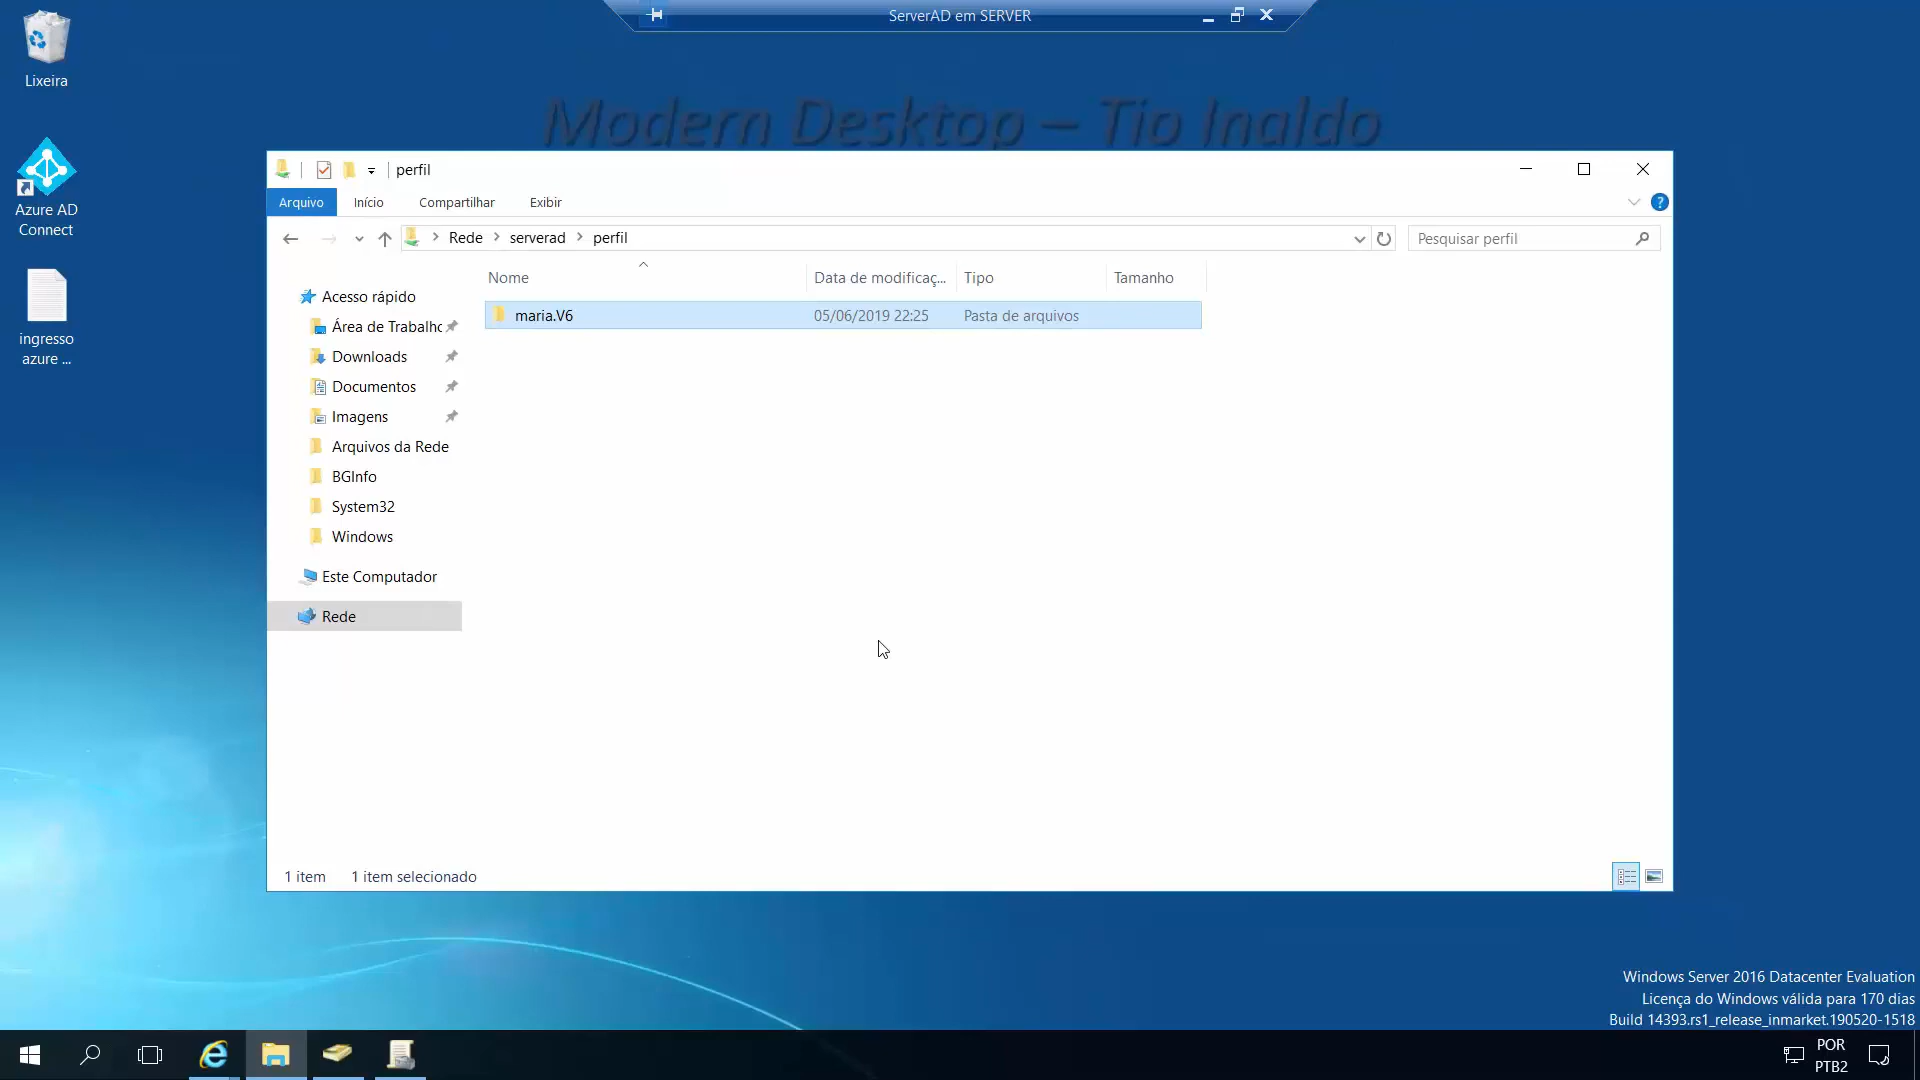 ServerAD em SERVER
Lixeira
Modern Desktop – Tip Inaldo
perfil
Arquivo
Início
Compartilhar
Exibir
Azure AD
Connect
Rede
serverad
perfil
Pesquisar perfil
Nome
Data de modificaç...
Tipo
Tamanho
maria.V6
05/06/2019 22:25
Pasta de arquivos
ingresso
azure ...
Acesso rápido
Área de Trabalho
Downloads
Documentos
Imagens
Arquivos da Rede
BGInfo
System32
Windows
Este Computador
Rede
1 item
1 item selecionado
Windows Server 2016 Datacenter Evaluation
Licença do Windows válida para 170 dias
Build 14393.rs1_release_inmarket.190520-1518
POR
PTB2